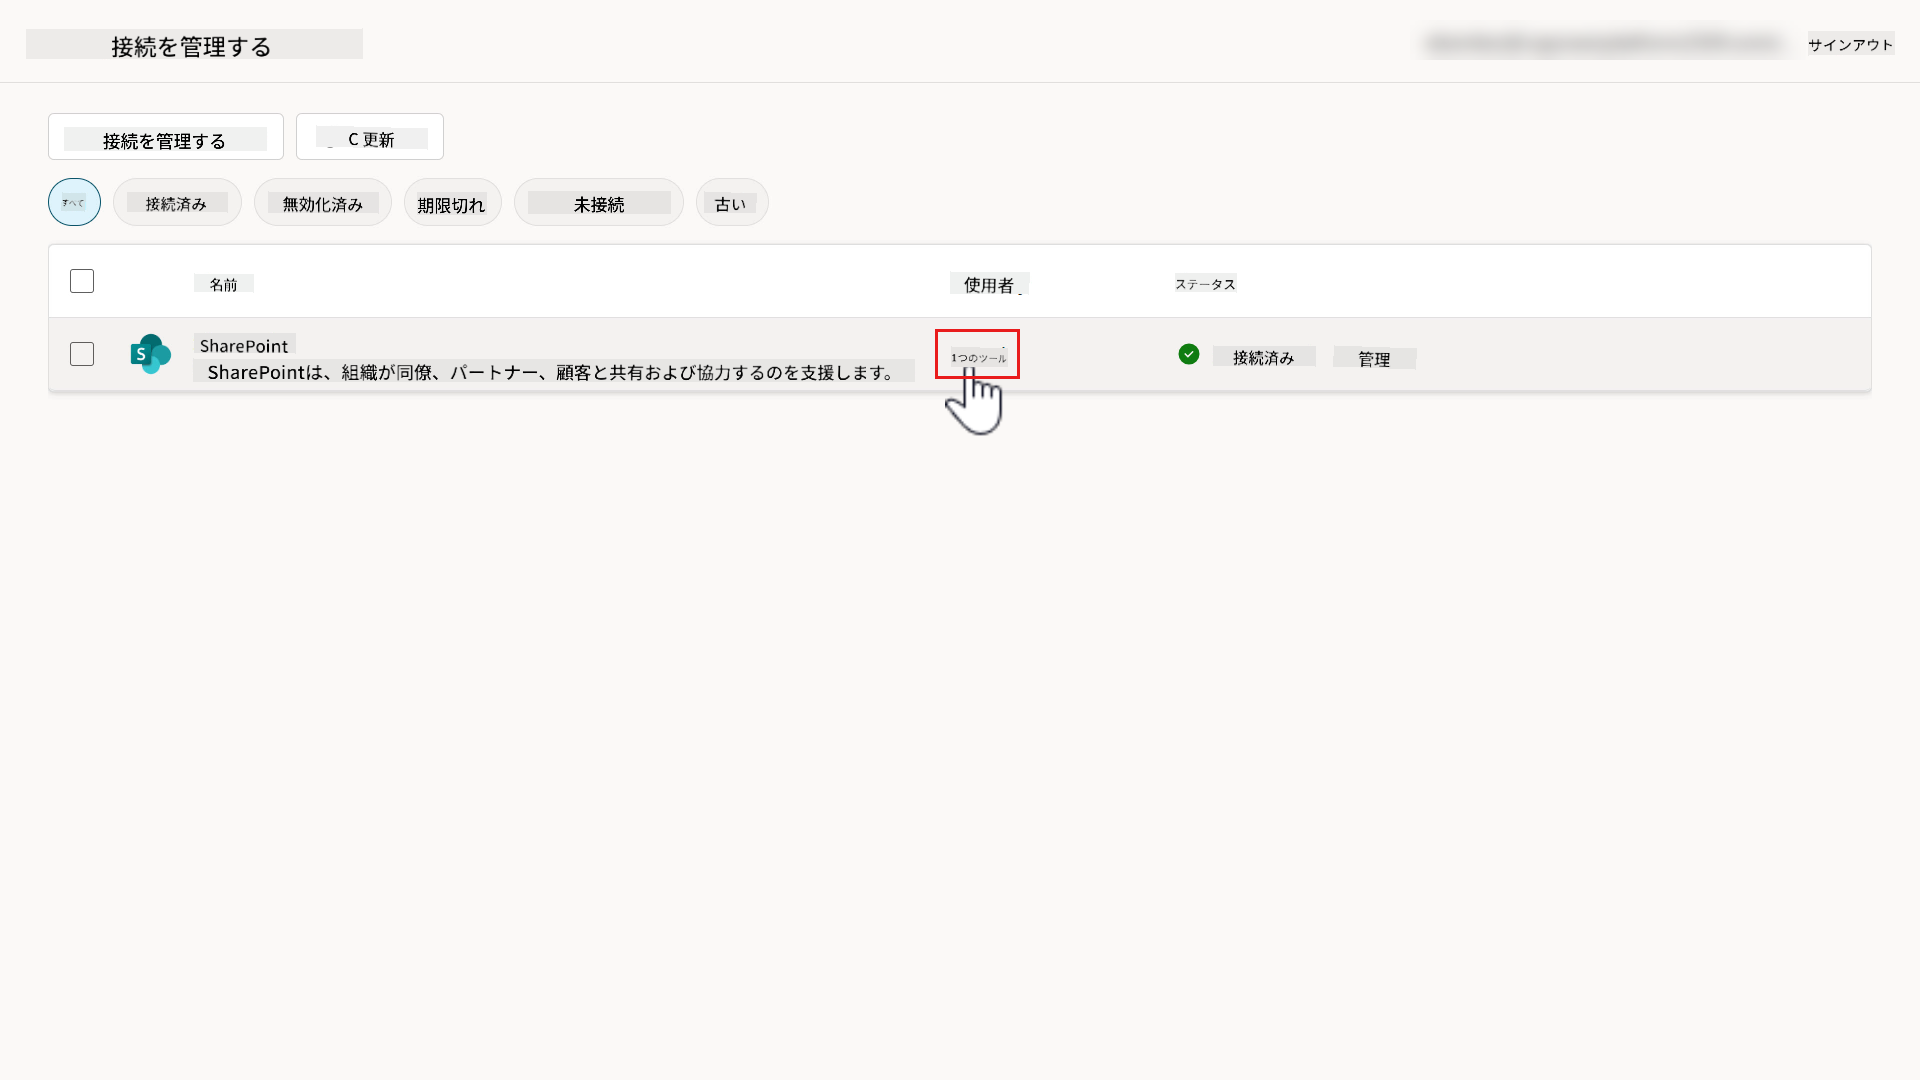 接続を管理する
サインアウト
接続を管理する
C 更新
すべて
接続済み
無効化済み
期限切れ
未接続
古い
名前
使用者
ステータス
S
SharePoint
SharePointは、組織が同僚、パートナー、顧客と共有および協力するのを支援します。
1つのツール
接続済み
管理